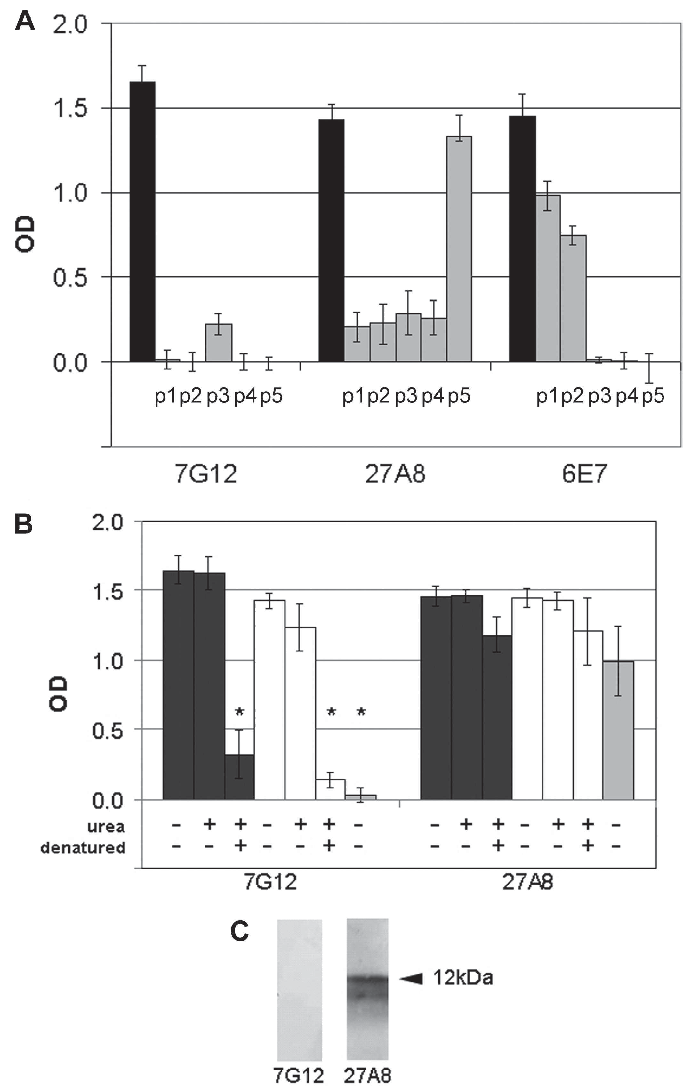 A
2.0
1.5
1.0
0.5
0.0
OD
p1 p2 p3 p4 p5 p1 p2 p3 p4 p5 p1 p2 p3 p4 p5
7G12 27A8 6E7
B
2.0
1.5
1.0
0.5
0.0
OD
* * *
urea - + + - + + - - + + - + + -
denatured - - + - - + - - - + - - + -
7G12 27A8
C
12kDa
7G12 27A8